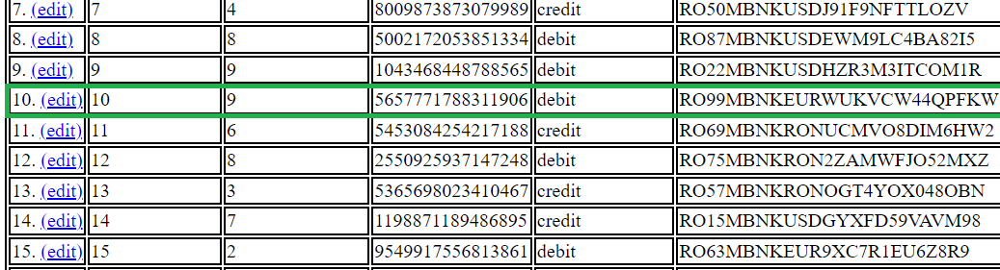 7. (edit) 7 4 8009873873079989 credit RO50MBNKUSDJ91F9NFTTLOZV
8. (edit) 8 8 5002172053851334 debit RO87MBNKUSDEWM9LC4BA82I5
9. (edit) 9 9 1043468448788565 debit RO22MBNKUSDHZR3M3ITCOM1R
10. (edit) 10 9 5657771788311906 debit RO99MBNKEURWUKVCW44QPFKW
11. (edit) 11 6 5453084254217188 credit RO69MBNKRONUCMVO8DIM6HW2
12. (edit) 12 8 2550925937147248 debit RO75MBNKRON2ZAMWFJO52MXZ
13. (edit) 13 3 5365698023410467 credit RO57MBNKRONOGT4YOX048OBN
14. (edit) 14 7 1198871189486895 credit RO15MBNKUSDGYXFD59VAVM98
15. (edit) 15 2 9549917556813861 debit RO63MBNKEUR9XC7R1EU6Z8R9